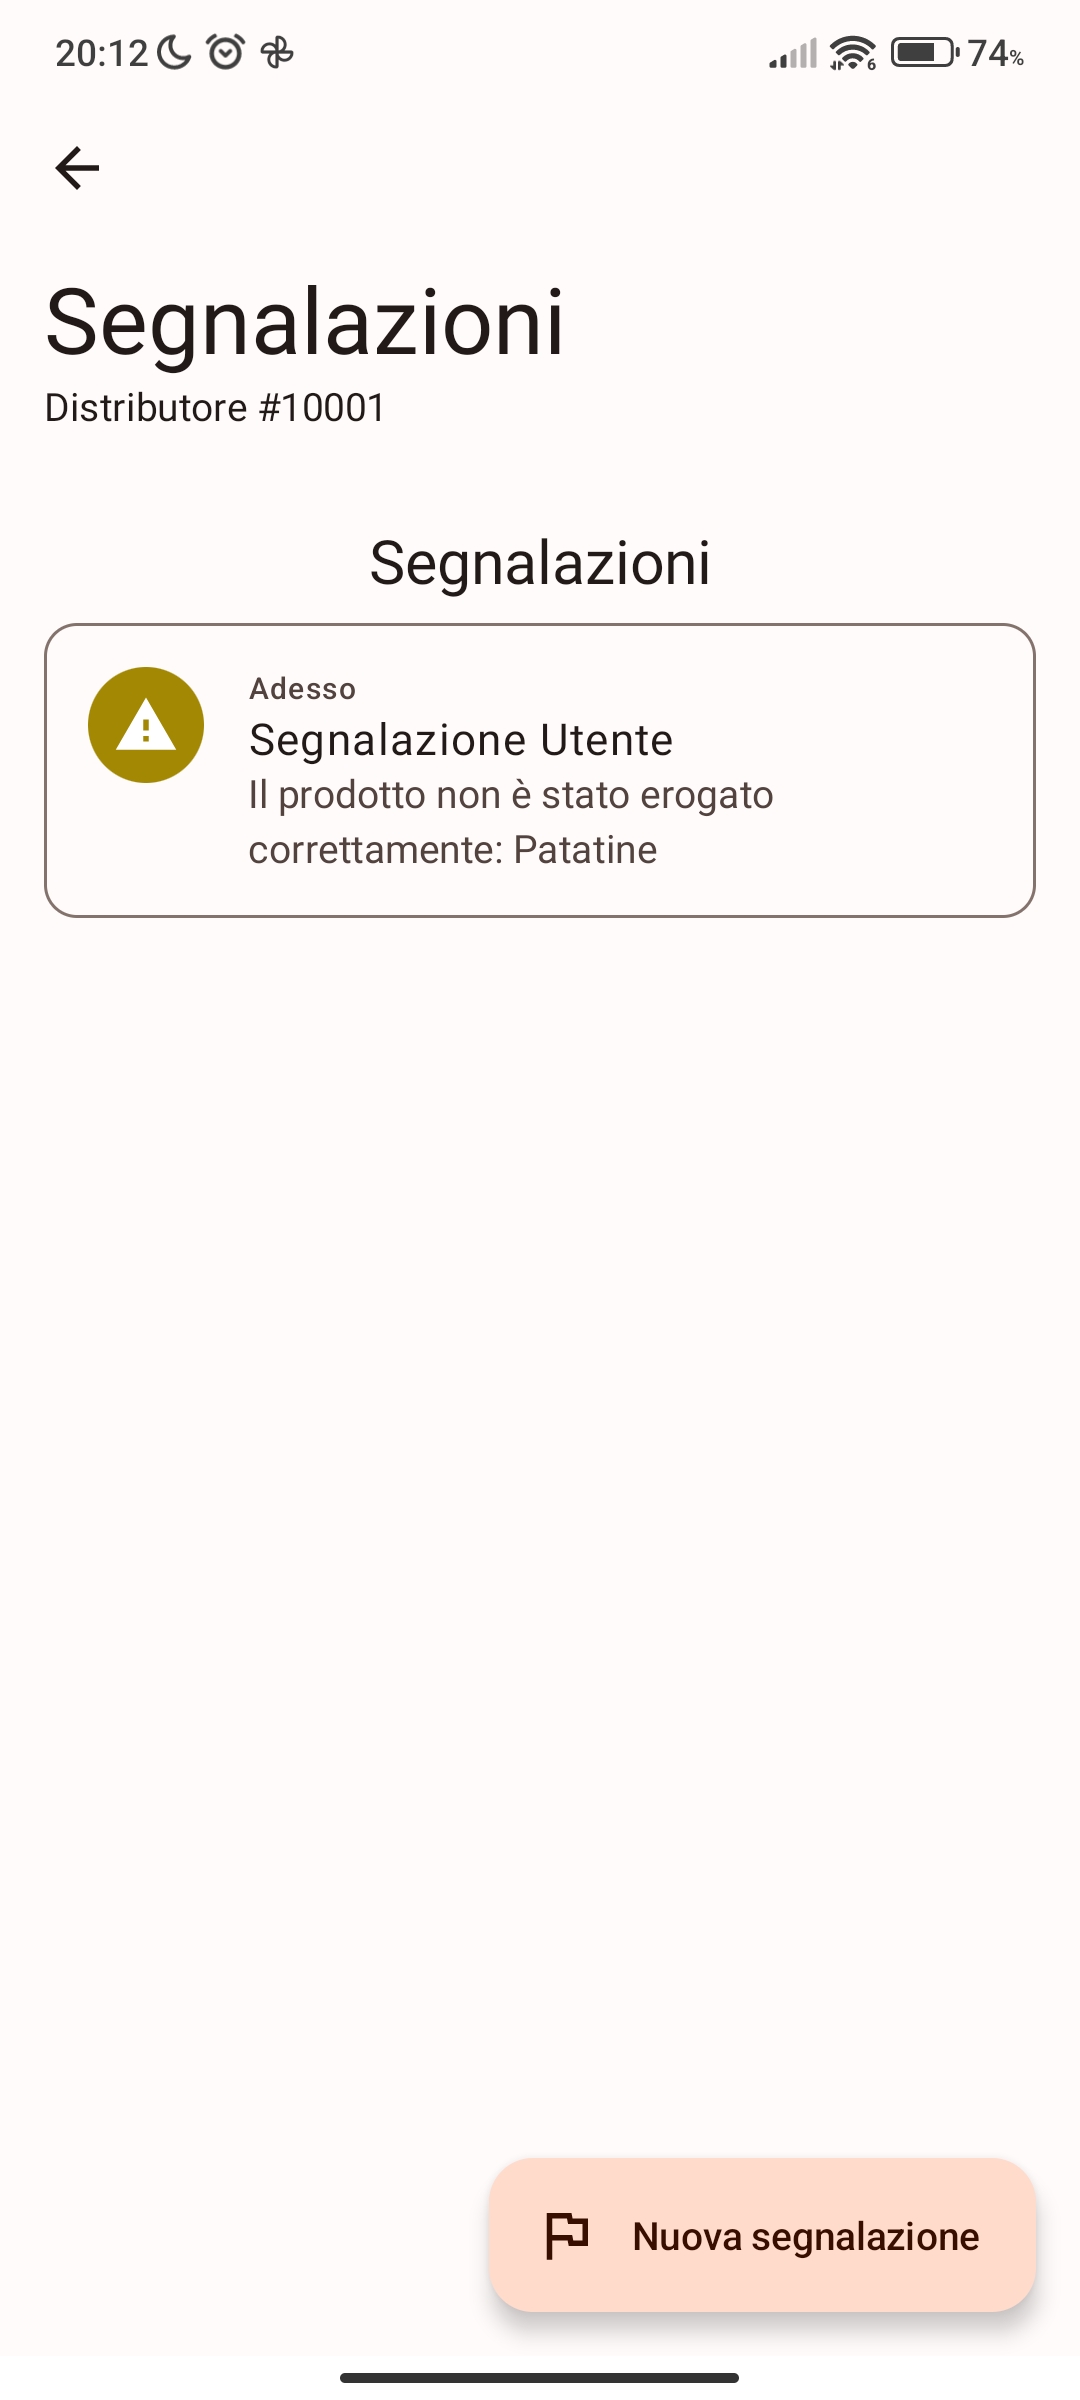 20:12
6
74%
Segnalazioni
Distributore #10001
Segnalazioni
Adesso
Segnalazione Utente
Il prodotto non è stato erogato
correttamente: Patatine
Nuova segnalazione